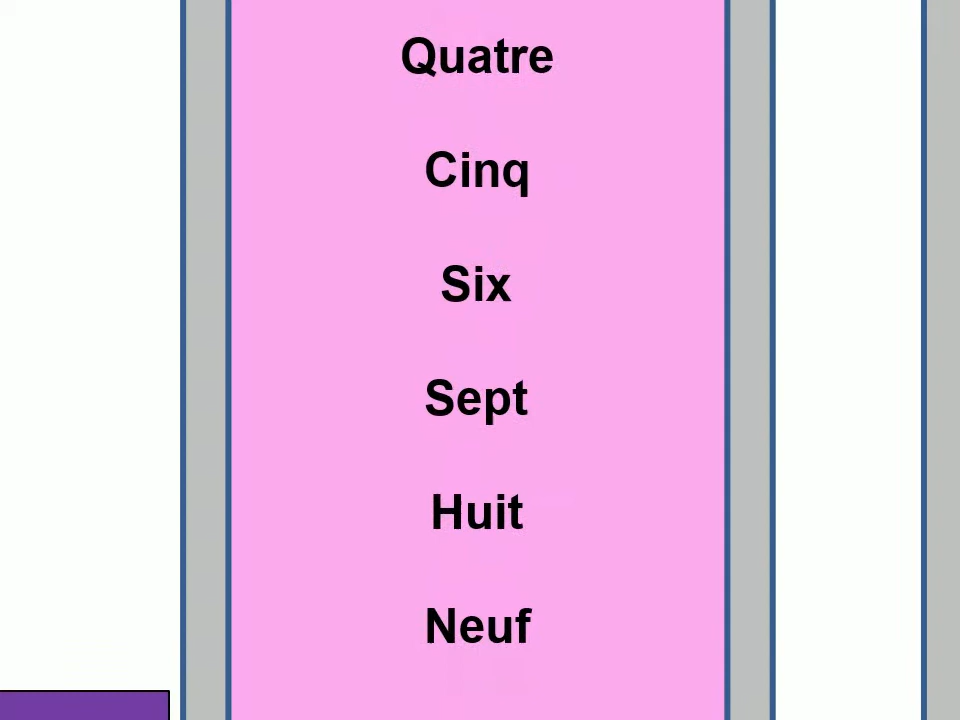 Quatre
Cinq
Six
Sept
Huit
Neuf